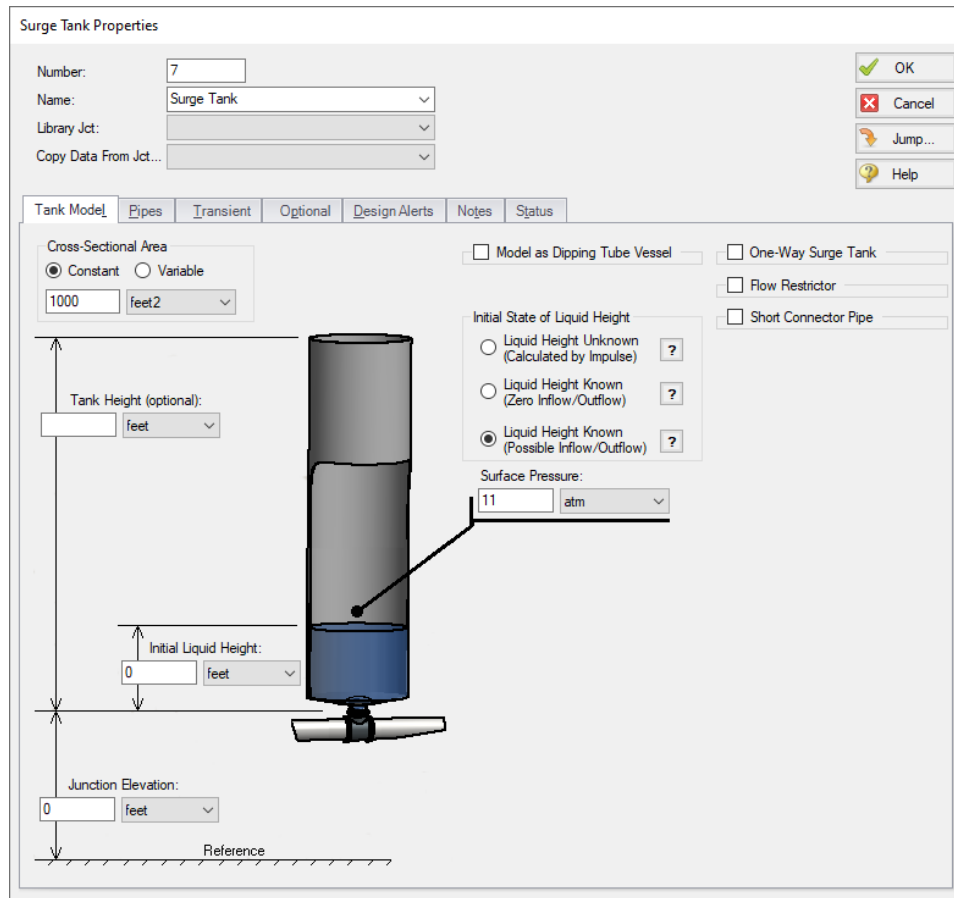 Surge Tank Properties
Number: 7
OK
Name: Surge Tank
Cancel
Library Jct:
Jump...
Copy Data From Jct...
Help
Tank Model Pipes Transient Optional Design Alerts Notes Status
Cross-Sectional Area
Constant Variable
1000 feet2
Model as Dipping Tube Vessel
One-Way Surge Tank
Flow Restrictor
Short Connector Pipe
Initial State of Liquid Height
Liquid Height Unknown
(Calculated by Impulse) ?
Liquid Height Known
(Zero Inflow/Outflow) ?
Liquid Height Known
(Possible Inflow/Outflow) ?
Tank Height (optional):
feet
Surface Pressure:
11 atm
Initial Liquid Height:
0 feet
Junction Elevation:
0 feet
Reference